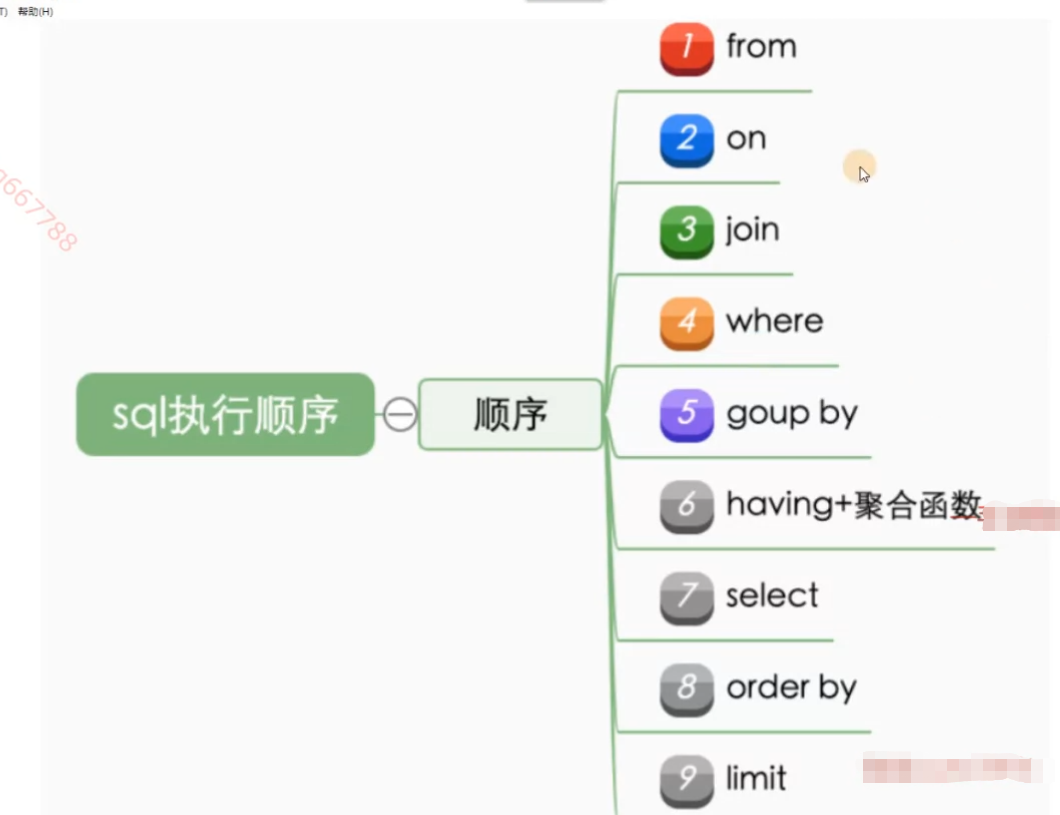 帮助(H)
1 from
2 on
3 join
667788
4 where
sql执行顺序
顺序
5 goup by
6 having+聚合函数
7 select
8 order by
9 limit